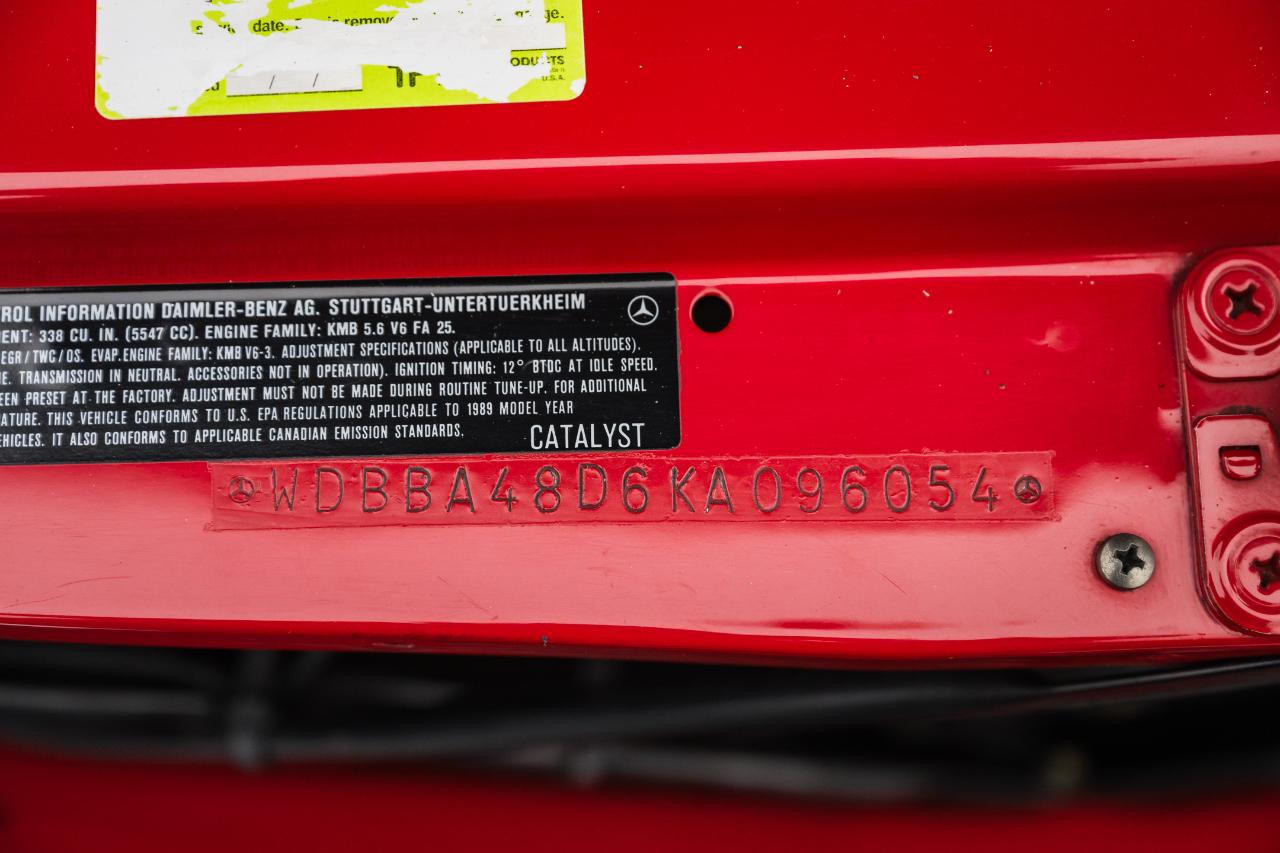 date.
remove
ge.
ODUCTS
U.S.A.
/ /
TROL INFORMATION DAIMLER-BENZ AG. STUTTGART-UNTERTUERKHEIM
ENT: 338 CU. IN. (5547 CC). ENGINE FAMILY: KMB 5.6 V6 FA 25.
EGR / TWC / OS. EVAP.ENGINE FAMILY: KMB V6-3. ADJUSTMENT SPECIFICATIONS (APPLICABLE TO ALL ALTITUDES).
E. TRANSMISSION IN NEUTRAL. ACCESSORIES NOT IN OPERATION). IGNITION TIMING: 12° BTDC AT IDLE SPEED.
EEN PRESET AT THE FACTORY. ADJUSTMENT MUST NOT BE MADE DURING ROUTINE TUNE-UP. FOR ADDITIONAL
ATURE. THIS VEHICLE CONFORMS TO U.S. EPA REGULATIONS APPLICABLE TO 1989 MODEL YEAR
EHICLES. IT ALSO CONFORMS TO APPLICABLE CANADIAN EMISSION STANDARDS.
CATALYST
WDBBA48D6KA096054